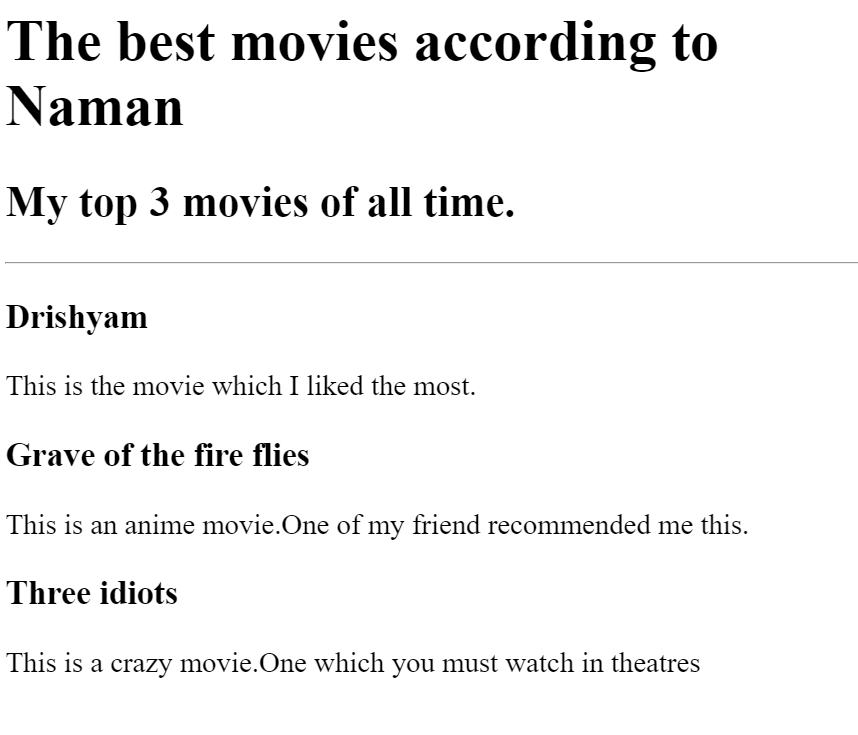 The best movies according to
Naman
My top 3 movies of all time.
Drishyam
This is the movie which I liked the most.
Grave of the fire flies
This is an anime movie.One of my friend recommended me this.
Three idiots
This is a crazy movie.One which you must watch in theatres